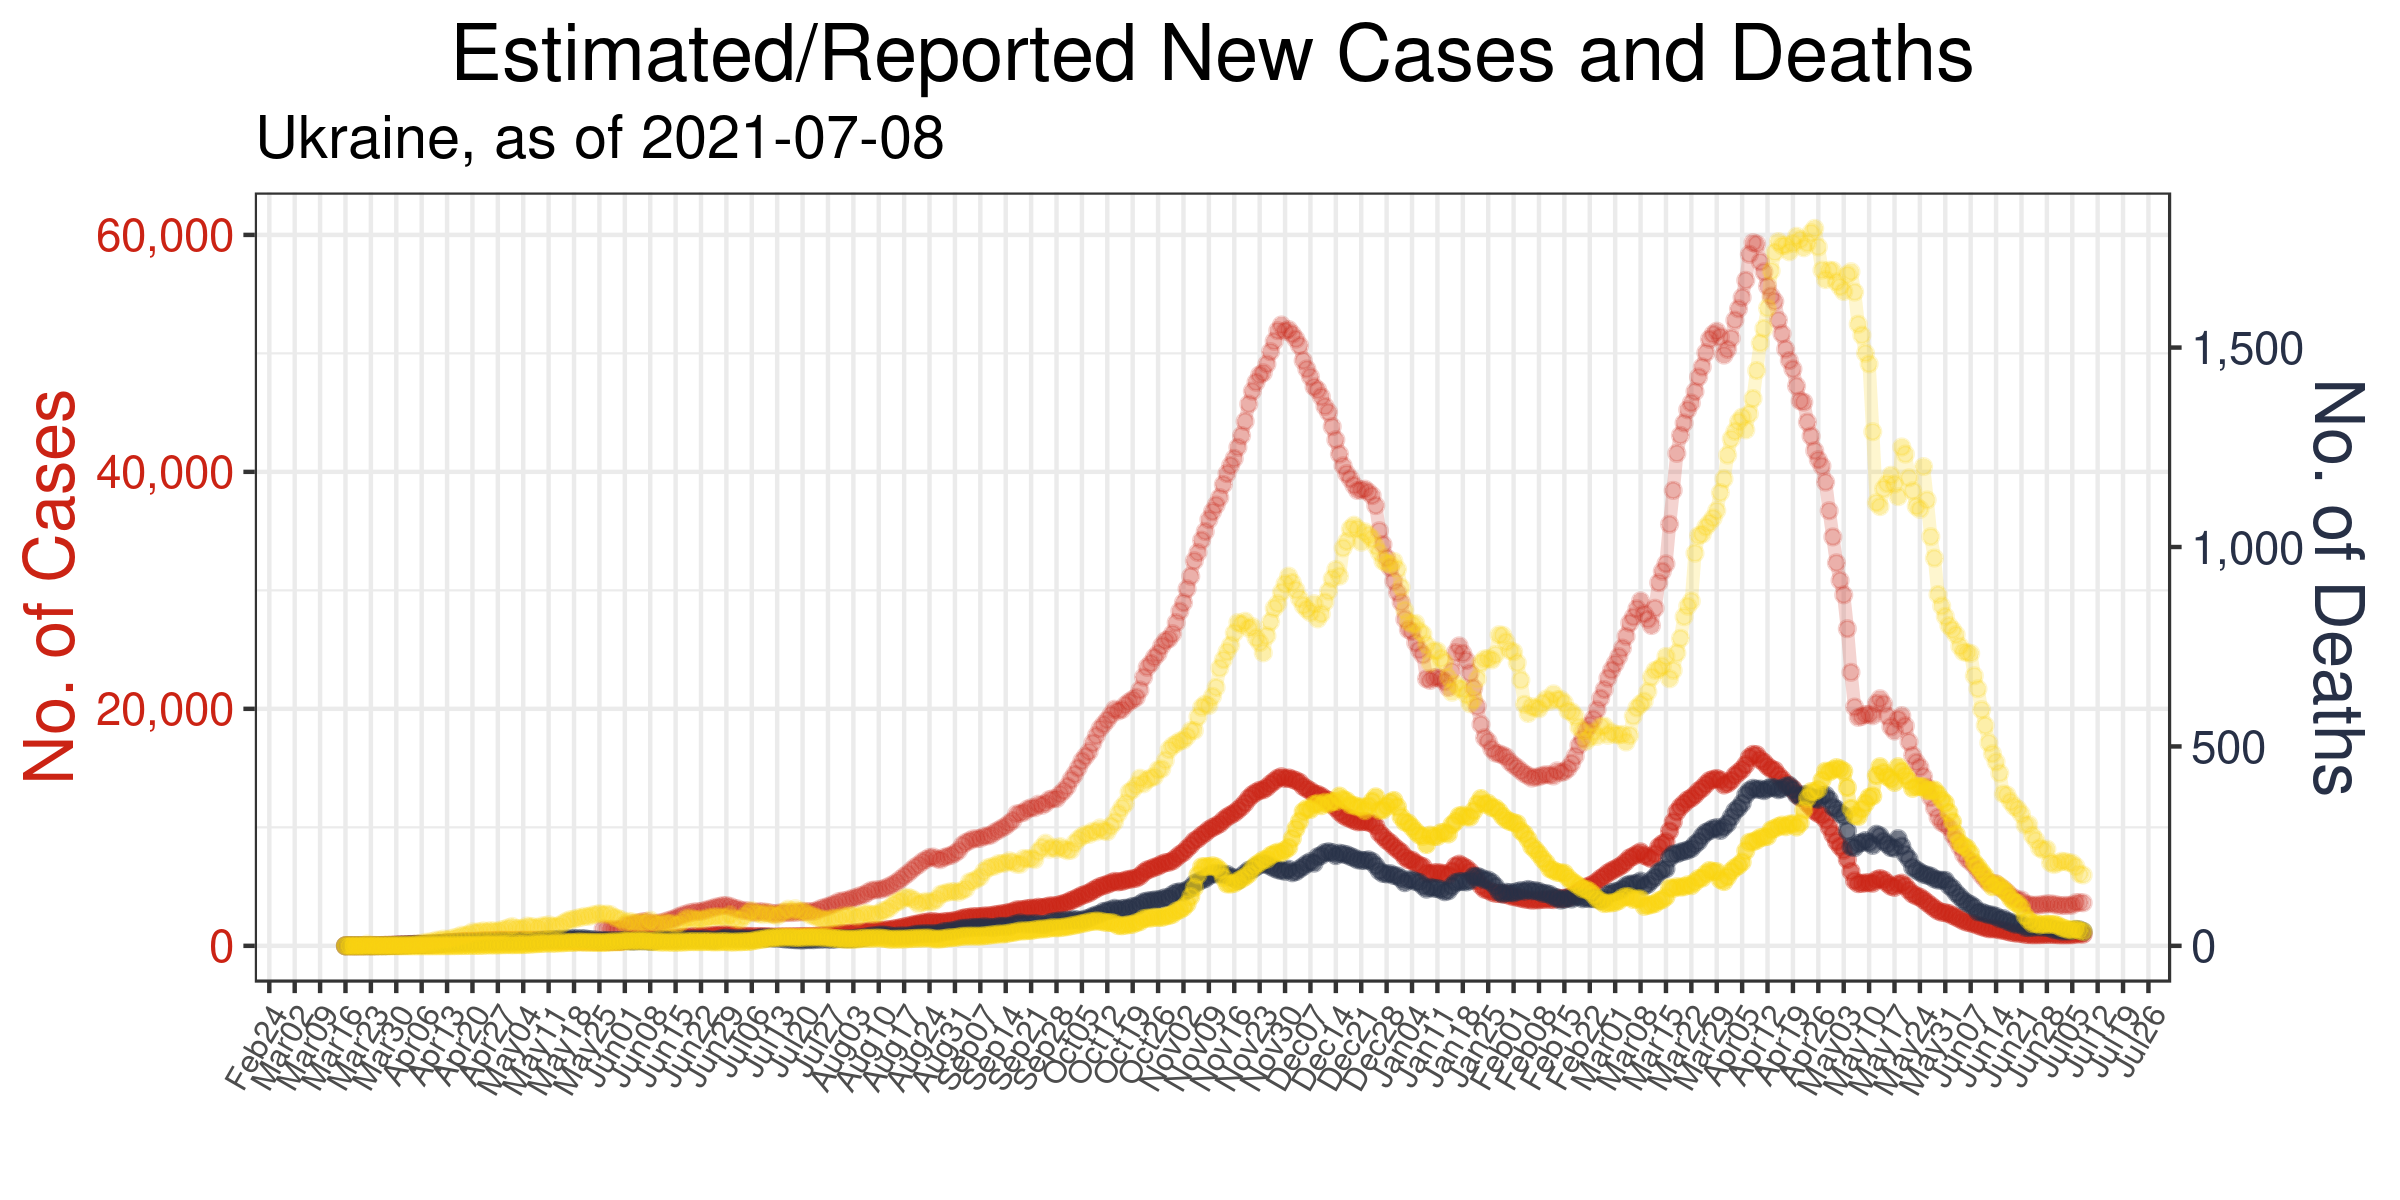 Estimated/Reported New Cases and Deaths
Ukraine, as of 2021-07-08
No. of Cases
60,000
40,000
20,000
0
1,500
1,000
500
0
No. of Deaths
Feb24
Mar02
Mar09
Mar16
Mar23
Mar30
Apr06
Apr13
Apr20
Apr27
May04
May11
May18
May25
Jun01
Jun08
Jun15
Jun22
Jun29
Jul06
Jul13
Jul20
Jul27
Aug03
Aug10
Aug17
Aug24
Aug31
Sep07
Sep14
Sep21
Sep28
Oct05
Oct12
Oct19
Oct26
Nov02
Nov09
Nov16
Nov23
Nov30
Dec07
Dec14
Dec21
Dec28
Jan04
Jan11
Jan18
Jan25
Feb01
Feb08
Feb15
Feb22
Mar01
Mar08
Mar15
Mar22
Mar29
Apr05
Apr12
Apr19
Apr26
May03
May10
May17
May24
May31
Jun07
Jun14
Jun21
Jun28
Jul05
Jul12
Jul19
Jul26